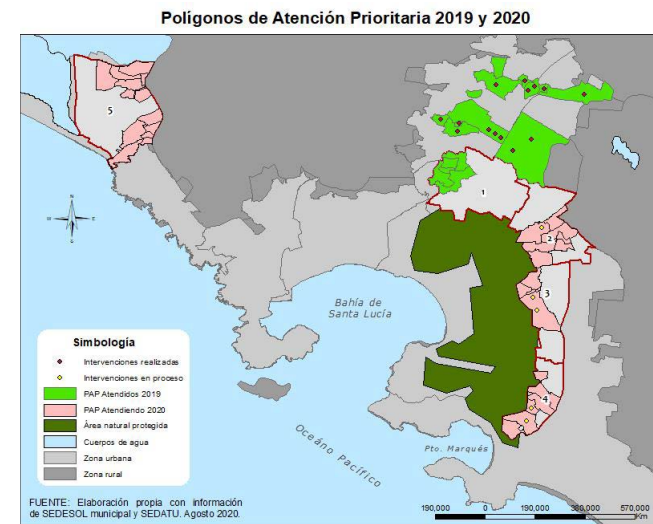 Polígonos de Atención Prioritaria 2019 y 2020
5
1
N
W E
S
2
3
Bahía de
Santa Lucía
Simbología
Intervenciones realizadas
Intervenciones en proceso
PAP Atendidos 2019
PAP Atendiendo 2020
Área natural protegida
Cuerpos de agua
Zona urbana
Zona rural
4
Océano Pacífico
Pto. Marqués
FUENTE: Elaboración propia con información
de SEDESOL municipal y SEDATU. Agosto 2020.
190,000 0 190,000 380,000 570,000
Km